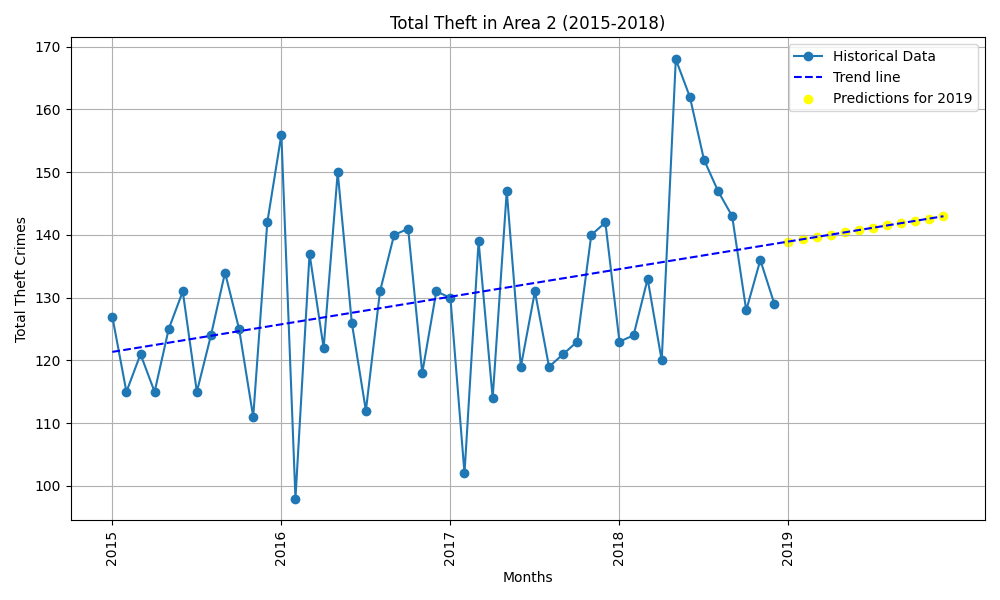 Total Theft in Area 2 (2015-2018)
Historical Data
Trend line
Predictions for 2019
170
160
150
140
130
120
110
100
Total Theft Crimes
2015
2016
2017
2018
2019
Months